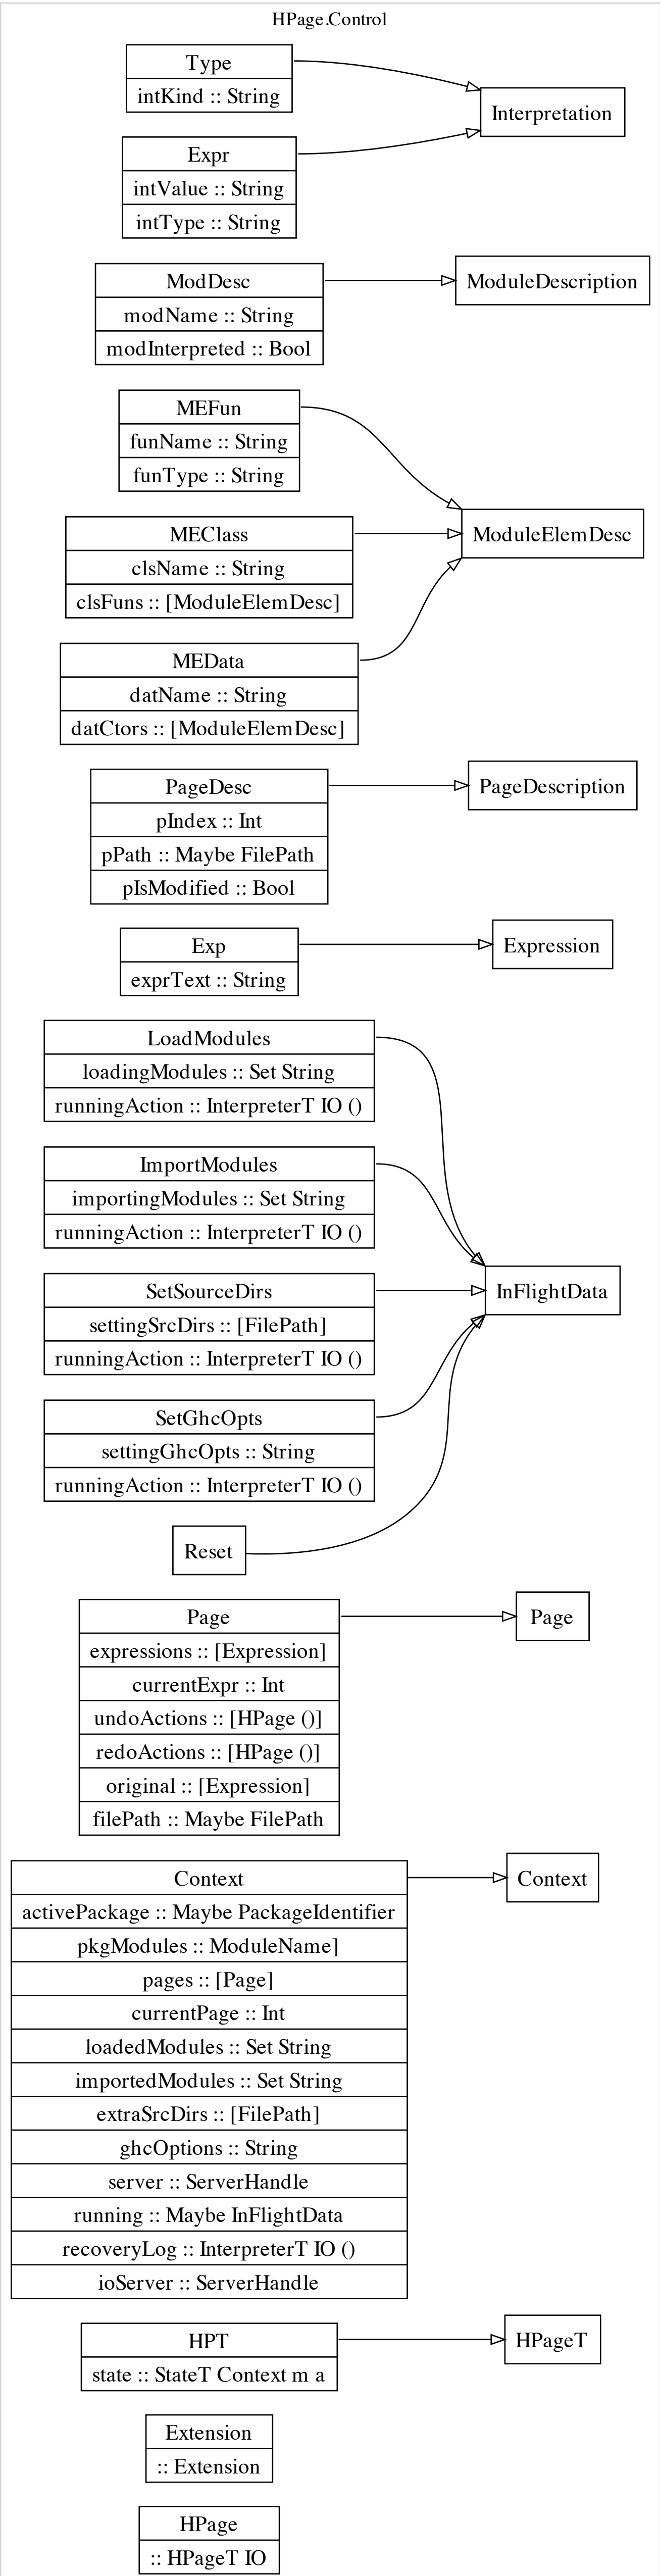 HPage.Control
Type
intKind :: String
Interpretation
Expr
intValue :: String
intType :: String
ModDesc
modName :: String
modInterpreted :: Bool
ModuleDescription
MEFun
funName :: String
funType :: String
MEClass
clsName :: String
clsFuns :: [ModuleElemDesc]
ModuleElemDesc
MEData
datName :: String
datCtors :: [ModuleElemDesc]
PageDesc
pIndex :: Int
pPath :: Maybe FilePath
pIsModified :: Bool
PageDescription
Exp
exprText :: String
Expression
LoadModules
loadingModules :: Set String
runningAction :: InterpreterT IO ()
ImportModules
importingModules :: Set String
runningAction :: InterpreterT IO ()
SetSourceDirs
settingSrcDirs :: [FilePath]
runningAction :: InterpreterT IO ()
InFlightData
SetGhcOpts
settingGhcOpts :: String
runningAction :: InterpreterT IO ()
Reset
Page
expressions :: [Expression]
currentExpr :: Int
undoActions :: [HPage ()]
redoActions :: [HPage ()]
original :: [Expression]
filePath :: Maybe FilePath
Page
Context
activePackage :: Maybe PackageIdentifier
pkgModules :: ModuleName]
pages :: [Page]
currentPage :: Int
loadedModules :: Set String
importedModules :: Set String
extraSrcDirs :: [FilePath]
ghcOptions :: String
server :: ServerHandle
running :: Maybe InFlightData
recoveryLog :: InterpreterT IO ()
ioServer :: ServerHandle
Context
HPT
state :: StateT Context m a
HPageT
Extension
:: Extension
HPage
:: HPageT IO